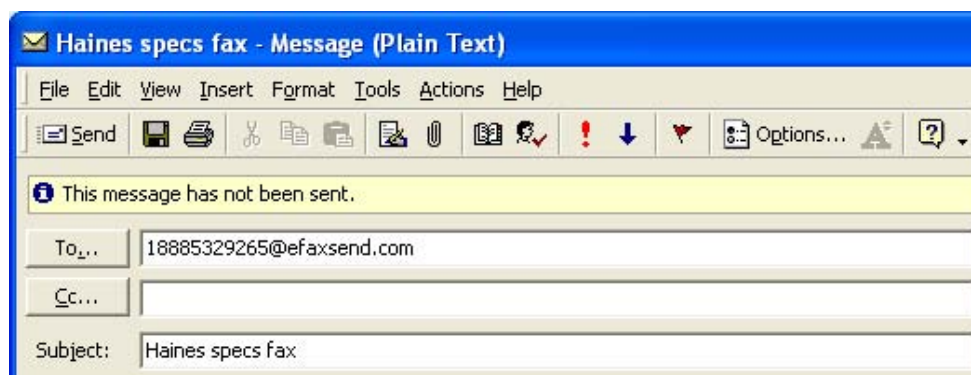 Haines specs fax - Message (Plain Text)
File Edit View Insert Format Tools Actions Help
Send Options... A ?
This message has not been sent.
To... 18885329265@efaxsend.com
Cc...
Subject: Haines specs fax